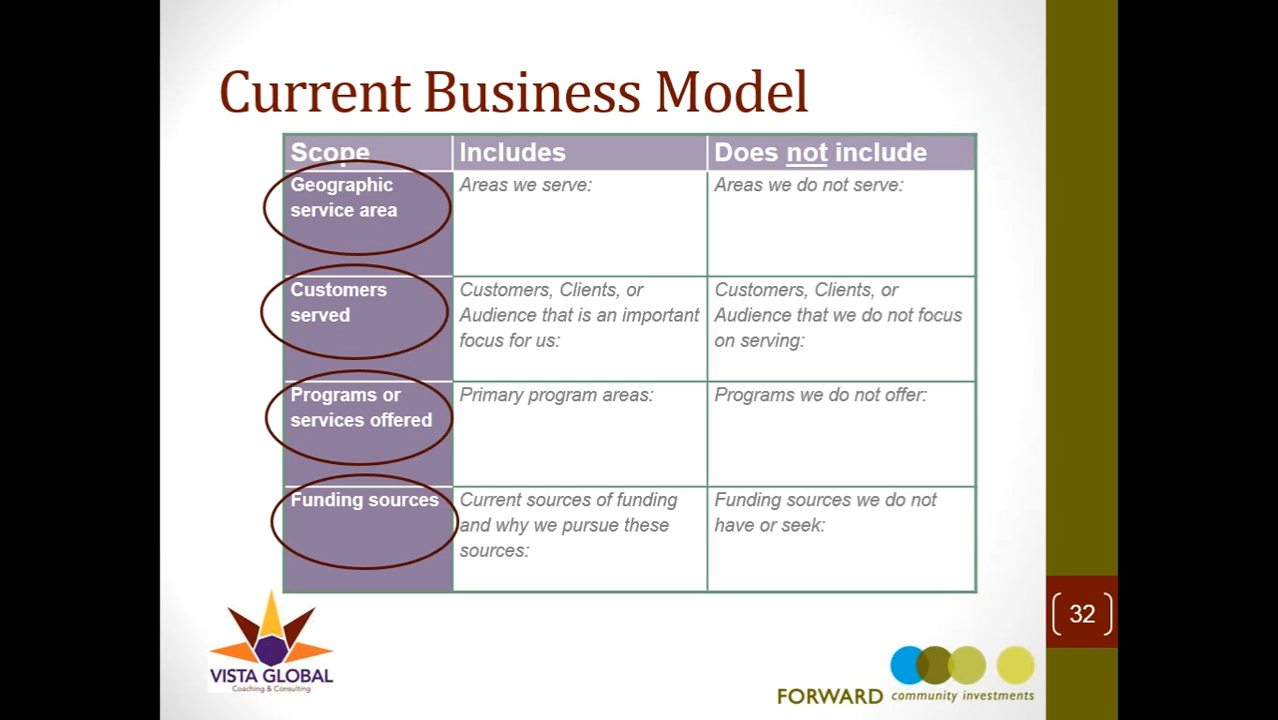 Current Business Model
Scope
Includes
Does not include
Geographic
service area
Areas we serve:
Areas we do not serve:
Customers
served
Customers, Clients, or
Audience that is an important
focus for us:
Customers, Clients, or
Audience that we do not focus
on serving:
Programs or
services offered
Primary program areas:
Programs we do not offer:
Funding sources
Current sources of funding
and why we pursue these
sources:
Funding sources we do not
have or seek:
32
VISTA GLOBAL
Coaching & Consulting
FORWARD community investments